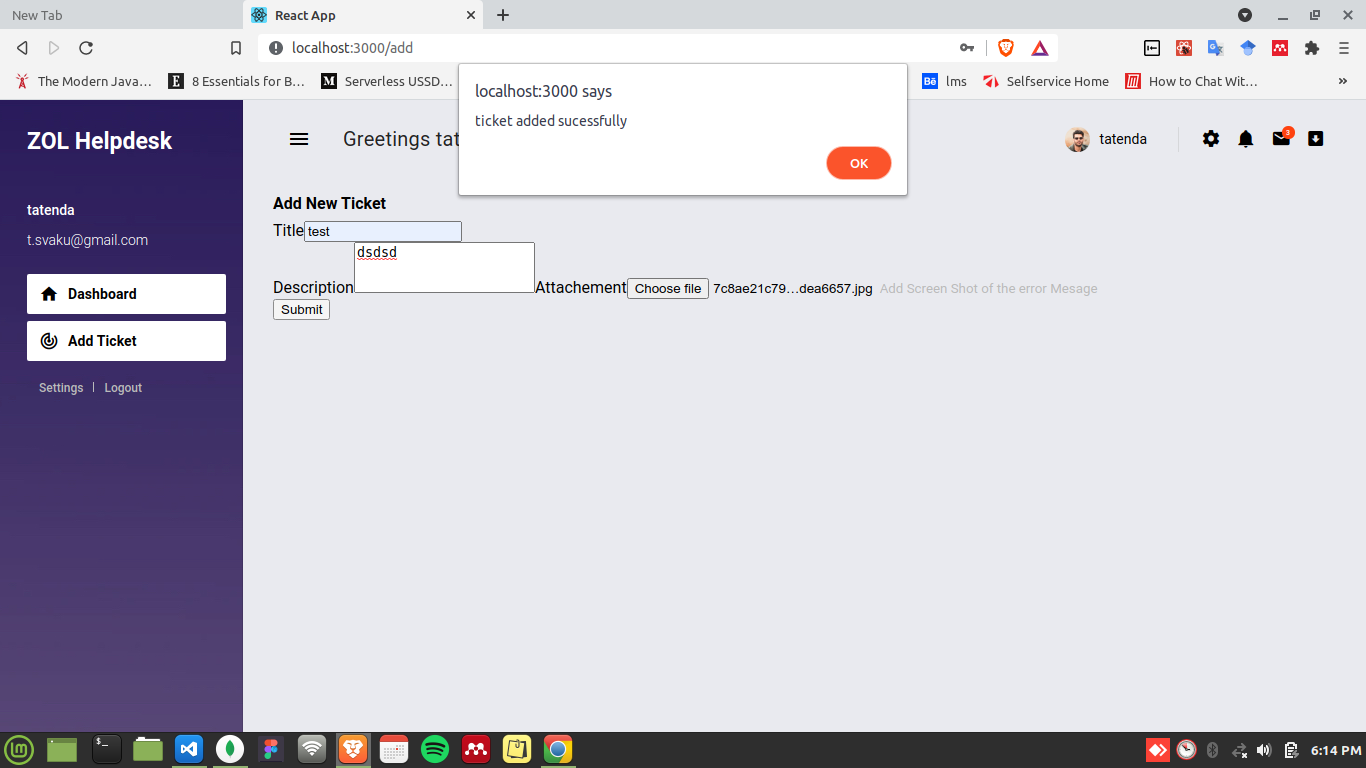 New Tab
React App
localhost:3000/add
The Modern Java…
8 Essentials for B…
Serverless USSD…
lms
Selfservice Home
How to Chat Wit…
»
localhost:3000 says
ticket added sucessfully
OK
ZOL Helpdesk
Greetings tat
tatenda
3
tatenda
t.svaku@gmail.com
Dashboard
Add Ticket
Settings | Logout
Add New Ticket
Title test
Description dsdsd Attachement Choose file 7c8ae21c79…dea6657.jpg Add Screen Shot of the error Mesage
Submit
6:14 PM